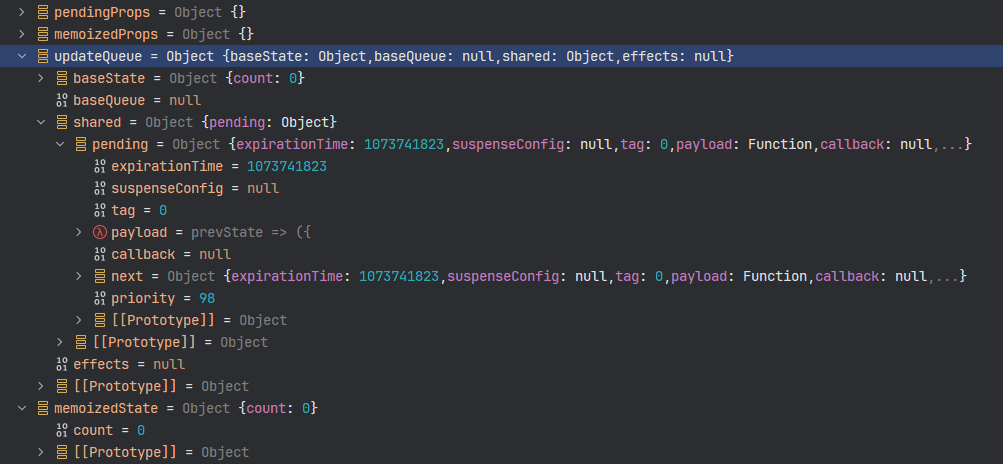 pendingProps = Object {}
memoizedProps = Object {}
updateQueue = Object {baseState: Object,baseQueue: null,shared: Object,effects: null}
baseState = Object {count: 0}
baseQueue = null
shared = Object {pending: Object}
pending = Object {expirationTime: 1073741823,suspenseConfig: null,tag: 0,payload: Function,callback: null,...}
expirationTime = 1073741823
suspenseConfig = null
tag = 0
payload = prevState => ({
callback = null
next = Object {expirationTime: 1073741823,suspenseConfig: null,tag: 0,payload: Function,callback: null,...}
priority = 98
[[Prototype]] = Object
[[Prototype]] = Object
effects = null
[[Prototype]] = Object
memoizedState = Object {count: 0}
count = 0
[[Prototype]] = Object